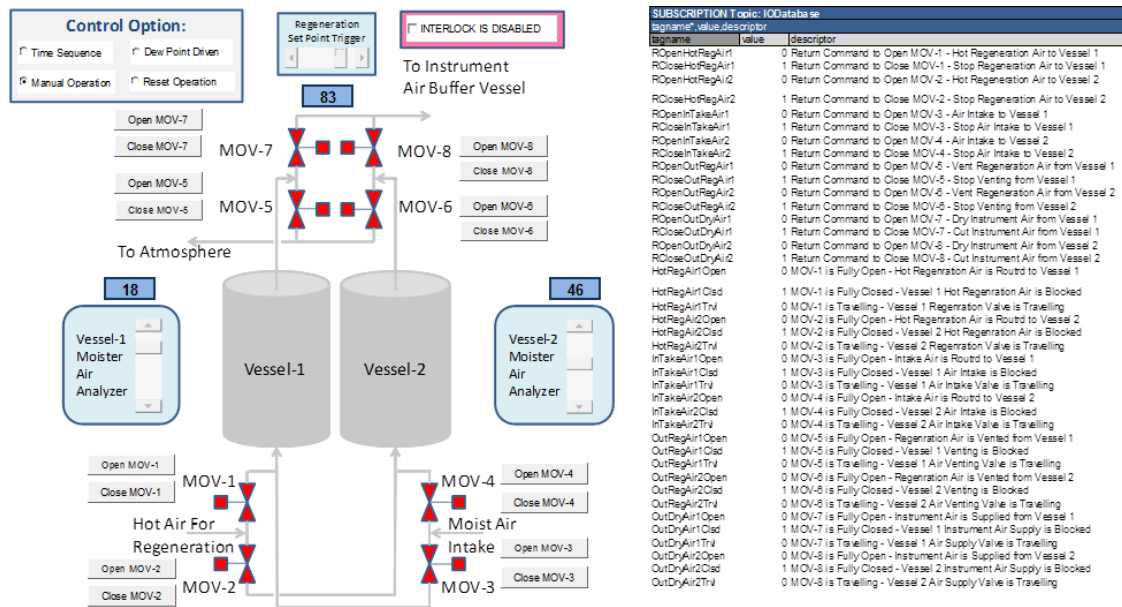 Control Option:
Time Sequence
Dew Point Driven
Manual Operation
Reset Operation
Regeneration
Set Point Trigger
INTERLOCK IS DISABLED
To Instrument
Air Buffer Vessel
83
Open MOV-7
Close MOV-7
MOV-7
MOV-8
Open MOV-8
Close MOV-8
Open MOV-5
Close MOV-5
MOV-5
MOV-6
Open MOV-6
Close MOV-6
To Atmosphere
18
46
Vessel-1
Moister
Air
Analyzer
Vessel-1
Vessel-2
Vessel-2
Moister
Air
Analyzer
Open MOV-1
Close MOV-1
MOV-1
MOV-4
Open MOV-4
Close MOV-4
Hot Air For
Regeneration
Moist Air
Intake
Open MOV-2
Close MOV-2
MOV-2
MOV-3
Open MOV-3
Close MOV-3
SUBSCRIPTION Topic: IODatabase
tagname*,value,descriptor
tagname value descriptor
ROpenHotRegAir1 0 Return Command to Open MOV-1 - Hot Regeneration Air to Vessel 1
RCloseHotRegAir1 1 Return Command to Close MOV-1 - Stop Regeneration Air to Vessel 1
ROpenHotRegAir2 0 Return Command to Open MOV-2 - Hot Regeneration Air to Vessel 2
RCloseHotRegAir2 1 Return Command to Close MOV-2 - Stop Regeneration Air to Vessel 2
ROpenInTakeAir1 0 Return Command to Open MOV-3 - Air Intake to Vessel 1
RCloseInTakeAir1 1 Return Command to Close MOV-3 - Stop Air Intake to Vessel 1
ROpenInTakeAir2 0 Return Command to Open MOV-4 - Air Intake to Vessel 2
RCloseInTakeAir2 1 Return Command to Close MOV-4 - Stop Air Intake to Vessel 2
ROpenOutRegAir1 0 Return Command to Open MOV-5 - Vent Regeneration Air from Vessel 1
RCloseOutRegAir1 1 Return Command to Close MOV-5 - Stop Venting from Vessel 1
ROpenOutRegAir2 0 Return Command to Open MOV-6 - Vent Regeneration Air from Vessel 2
RCloseOutRegAir2 1 Return Command to Close MOV-6 - Stop Venting from Vessel 2
ROpenOutDryAir1 0 Return Command to Open MOV-7 - Dry Instrument Air from Vessel 1
RCloseOutDryAir1 1 Return Command to Close MOV-7 - Cut Instrument Air from Vessel 1
ROpenOutDryAir2 0 Return Command to Open MOV-8 - Dry Instrument Air from Vessel 2
RCloseOutDryAir2 1 Return Command to Close MOV-8 - Cut Instrument Air from Vessel 2
HotRegAir1Open 0 MOV-1 is Fully Open - Hot Regenration Air is Routrd to Vessel 1
HotRegAir1Clsd 1 MOV-1 is Fully Closed - Vessel 1 Hot Regenration Air is Blocked
HotRegAir1Trvl 0 MOV-1 is Travelling - Vessel 1 Regenration Valve is Travelling
HotRegAir2Open 0 MOV-2 is Fully Open - Hot Regenration Air is Routrd to Vessel 2
HotRegAir2Clsd 1 MOV-2 is Fully Closed - Vessel 2 Hot Regenration Air is Blocked
HotRegAir2Trvl 0 MOV-2 is Travelling - Vessel 2 Regenration Valve is Travelling
InTakeAir1Open 0 MOV-3 is Fully Open - Intake Air is Routrd to Vessel 1
InTakeAir1Clsd 1 MOV-3 is Fully Closed - Vessel 1 Air Intake is Blocked
InTakeAir1Trvl 0 MOV-3 is Travelling - Vessel 1 Air Intake Valve is Travelling
InTakeAir2Open 0 MOV-4 is Fully Open - Intake Air is Routrd to Vessel 2
InTakeAir2Clsd 1 MOV-4 is Fully Closed - Vessel 2 Air Intake is Blocked
InTakeAir2Trvl 0 MOV-4 is Travelling - Vessel 2 Air Intake Valve is Travelling
OutRegAir1Open 0 MOV-5 is Fully Open - Regenration Air is Vented from Vessel 1
OutRegAir1Clsd 1 MOV-5 is Fully Closed - Vessel 1 Venting is Blocked
OutRegAir1Trvl 0 MOV-5 is Travelling - Vessel 1 Air Venting Valve is Travelling
OutRegAir2Open 0 MOV-6 is Fully Open - Regenration Air is Vented from Vessel 2
OutRegAir2Clsd 1 MOV-6 is Fully Closed - Vessel 2 Venting is Blocked
OutRegAir2Trvl 0 MOV-6 is Travelling - Vessel 2 Air Venting Valve is Travelling
OutDryAir1Open 0 MOV-7 is Fully Open - Instrument Air is Supplied from Vessel 1
OutDryAir1Clsd 1 MOV-7 is Fully Closed - Vessel 1 Instrument Air Supply is Blocked
OutDryAir1Trvl 0 MOV-7 is Travelling - Vessel 1 Air Supply Valve is Travelling
OutDryAir2Open 0 MOV-8 is Fully Open - Instrument Air is Supplied from Vessel 2
OutDryAir2Clsd 1 MOV-8 is Fully Closed - Vessel 2 Instrument Air Supply is Blocked
OutDryAir2Trvl 0 MOV-8 is Travelling - Vessel 2 Air Supply Valve is Travelling